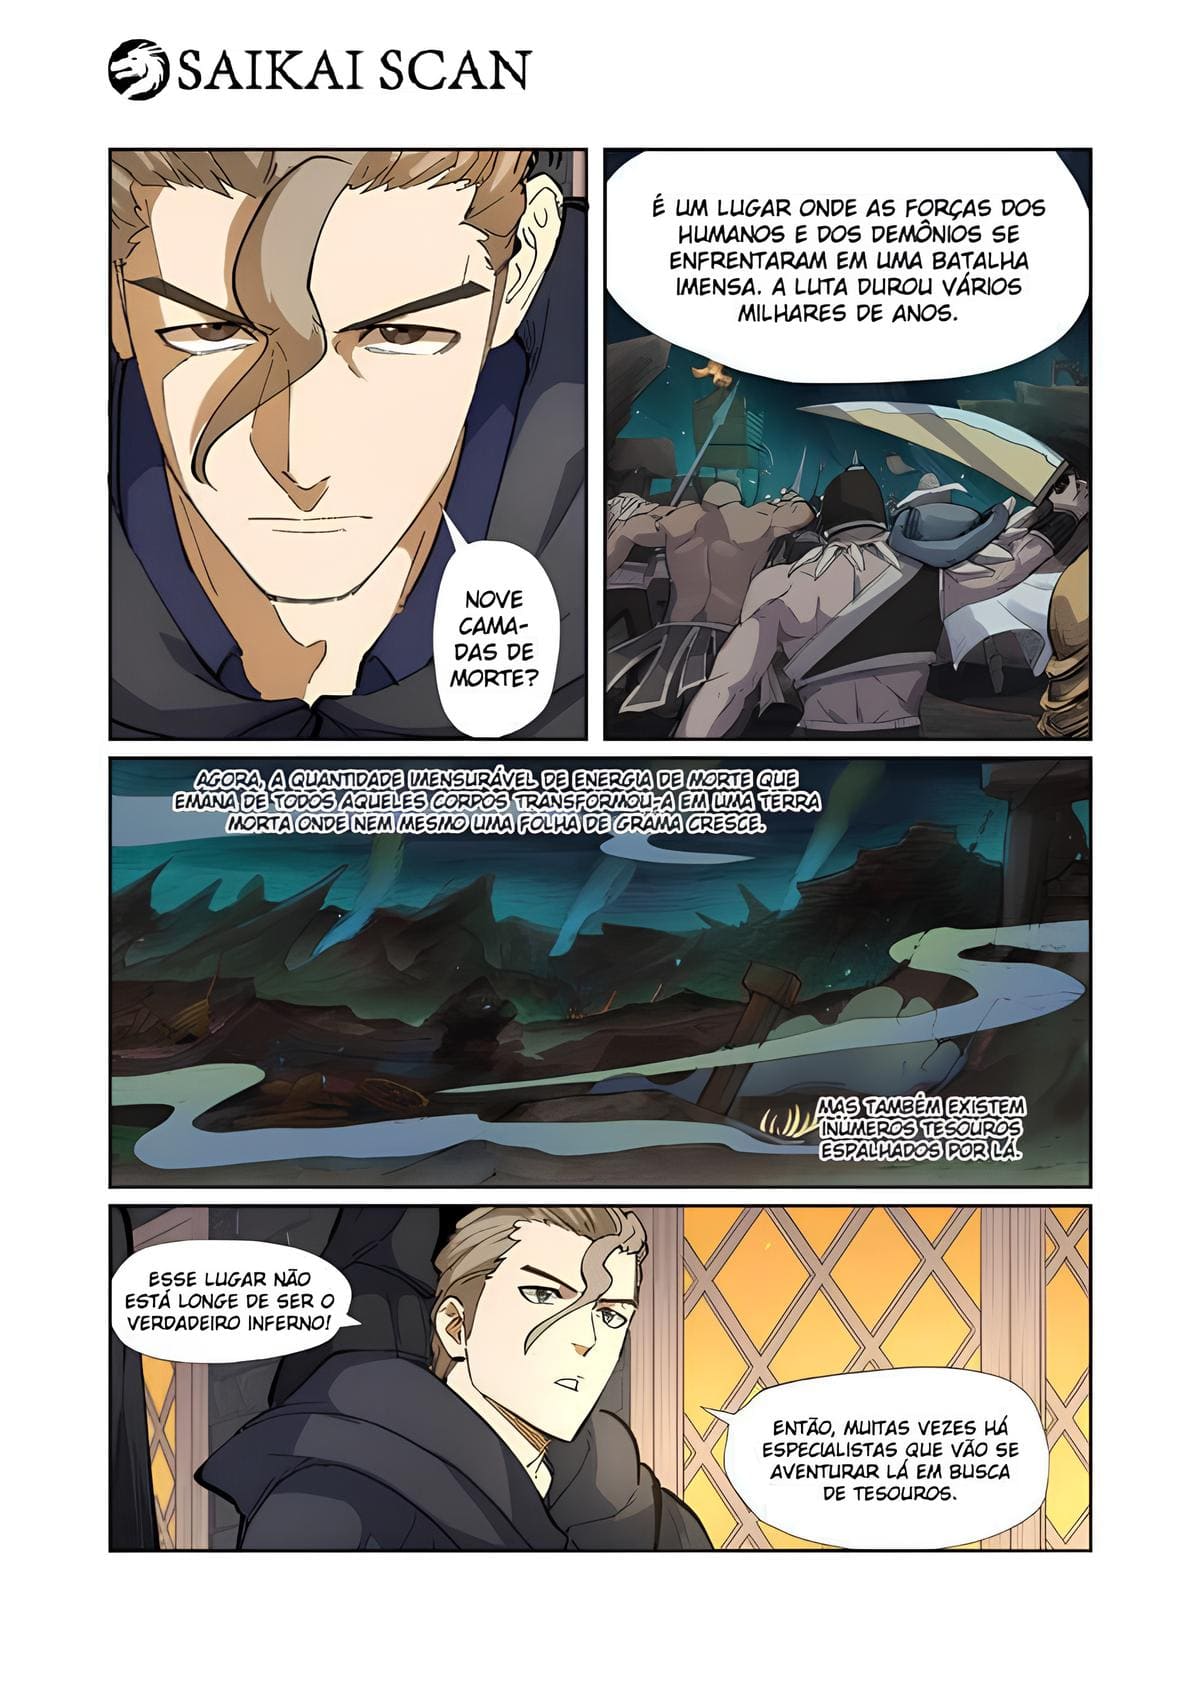 SAIKAI SCAN
NOVE
CAMA-
DAS DE
MORTE?
É UM LUGAR ONDE AS FORÇAS DOS
HUMANOS E DOS DEMÔNIOS SE
ENFRENTARAM EM UMA BATALHA
IMENSA. A LUTA DUROU VÁRIOS
MILHARES DE ANOS.
AGORA, A QUANTIDADE IMENSURÁVEL DE ENERGIA DE MORTE QUE
EMANA DE TODOS AQUELES CORPOS TRANSFORMOU-A EM UMA TERRA
MORTA ONDE NEM MESMO UMA FOLHA DE GRAMA CRESCE.
MAS TAMBÉM EXISTEM
INÚMEROS TESOUROS
ESPALHADOS POR LÁ.
ESSE LUGAR NÃO
ESTÁ LONGE DE SER O
VERDADEIRO INFERNO!
ENTÃO, MUITAS VEZES HÁ
ESPECIALISTAS QUE VÃO SE
AVENTURAR LÁ EM BUSCA
DE TESOUROS.